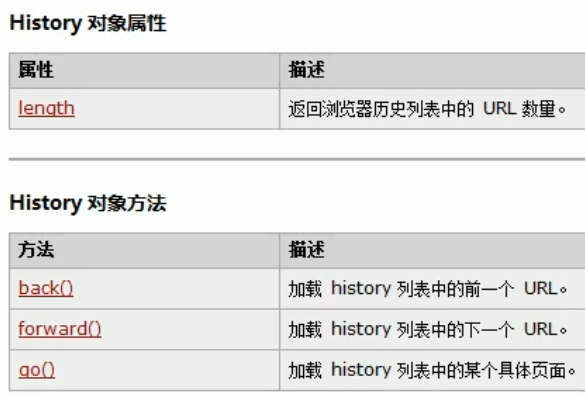 History 对象属性
属性 描述
length 返回浏览器历史列表中的 URL 数量。
History 对象方法
方法 描述
back() 加载 history 列表中的前一个 URL。
forward() 加载 history 列表中的下一个 URL。
go() 加载 history 列表中的某个具体页面。